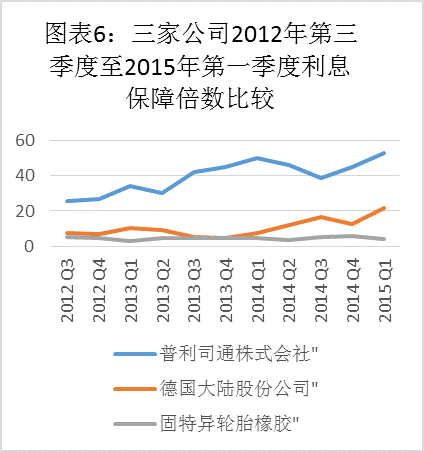 图表6：三家公司2012年第三
季度至2015年第一季度利息
保障倍数比较
60
40
20
0
2012 Q3
2012 Q4
2013 Q1
2013 Q2
2013 Q3
2013 Q4
2014 Q1
2014 Q2
2014 Q3
2014 Q4
2015 Q1
普利司通株式会社"
德国大陆股份公司"
固特异轮胎橡胶"